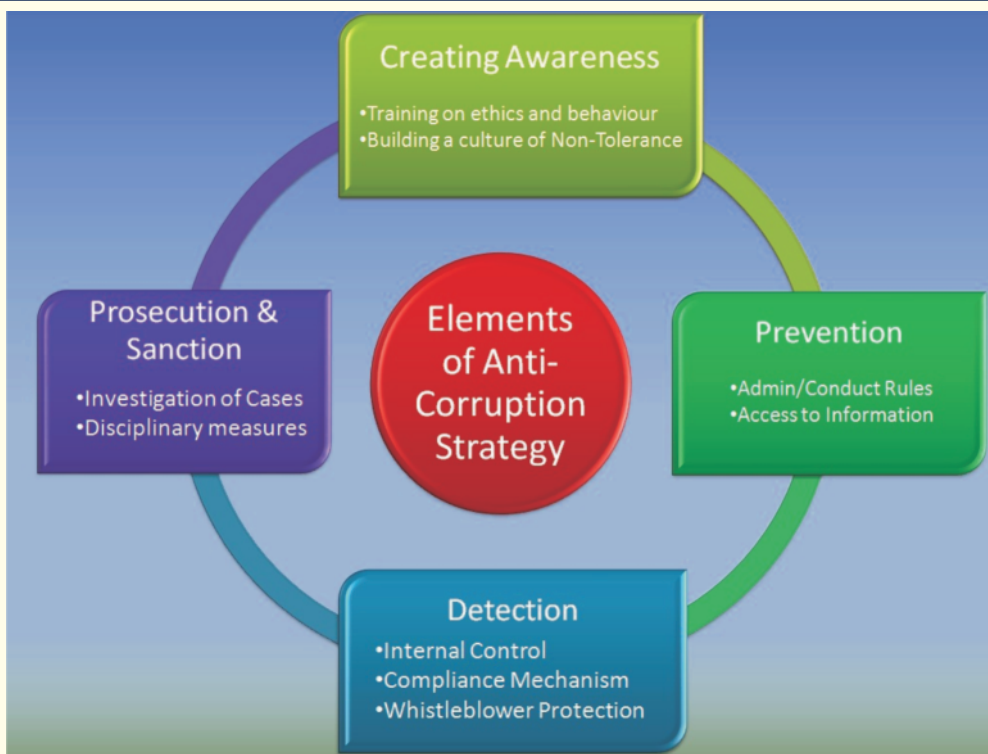 Creating Awareness
•Training on ethics and behaviour
•Building a culture of Non-Tolerance
Prosecution &
Sanction
•Investigation of Cases
•Disciplinary measures
Elements
of Anti-
Corruption
Strategy
Prevention
•Admin/Conduct Rules
•Access to Information
Detection
•Internal Control
•Compliance Mechanism
•Whistleblower Protection